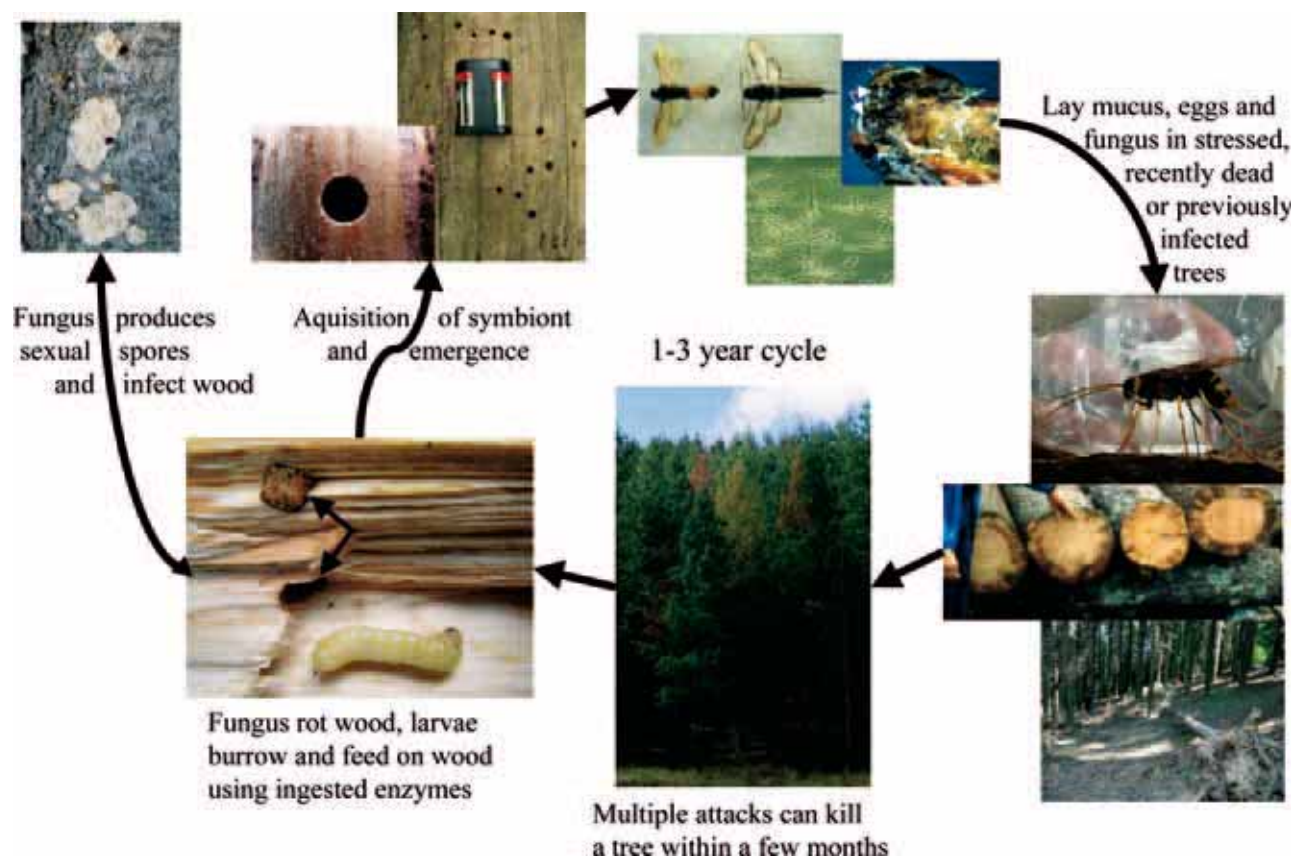 Lay mucus, eggs and
fungus in stressed,
recently dead
or previously
infected
trees
Fungus produces
sexual spores
and infect wood
Aquisition of symbiont
and emergence
1-3 year cycle
Fungus rot wood, larvae
burrow and feed on wood
using ingested enzymes
Multiple attacks can kill
a tree within a few months